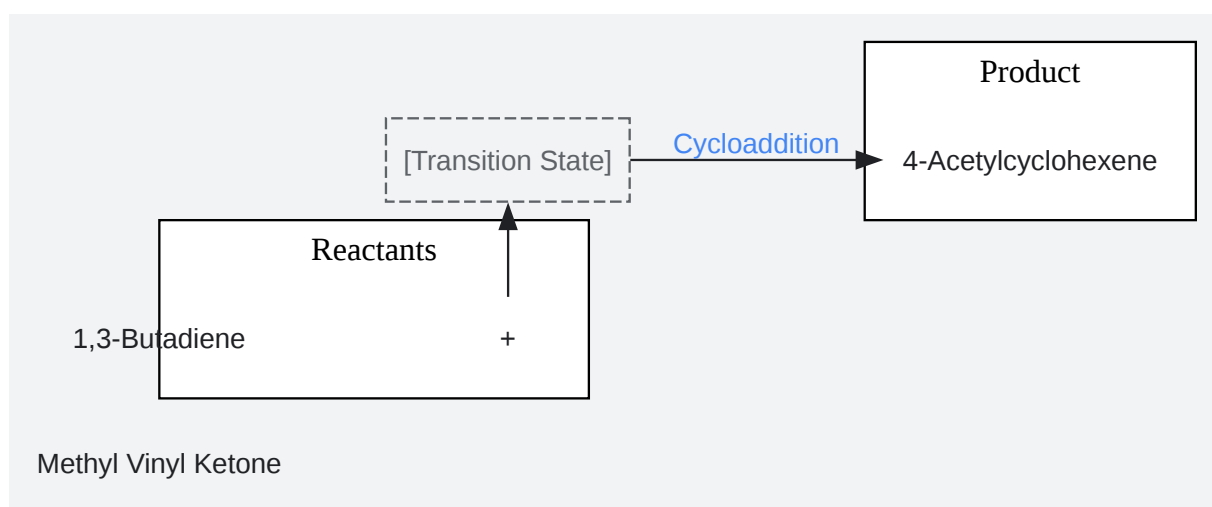 Product
Cycloaddition
[Transition State]
4-Acetylcyclohexene
Reactants
1,3-Butadiene
+
Methyl Vinyl Ketone